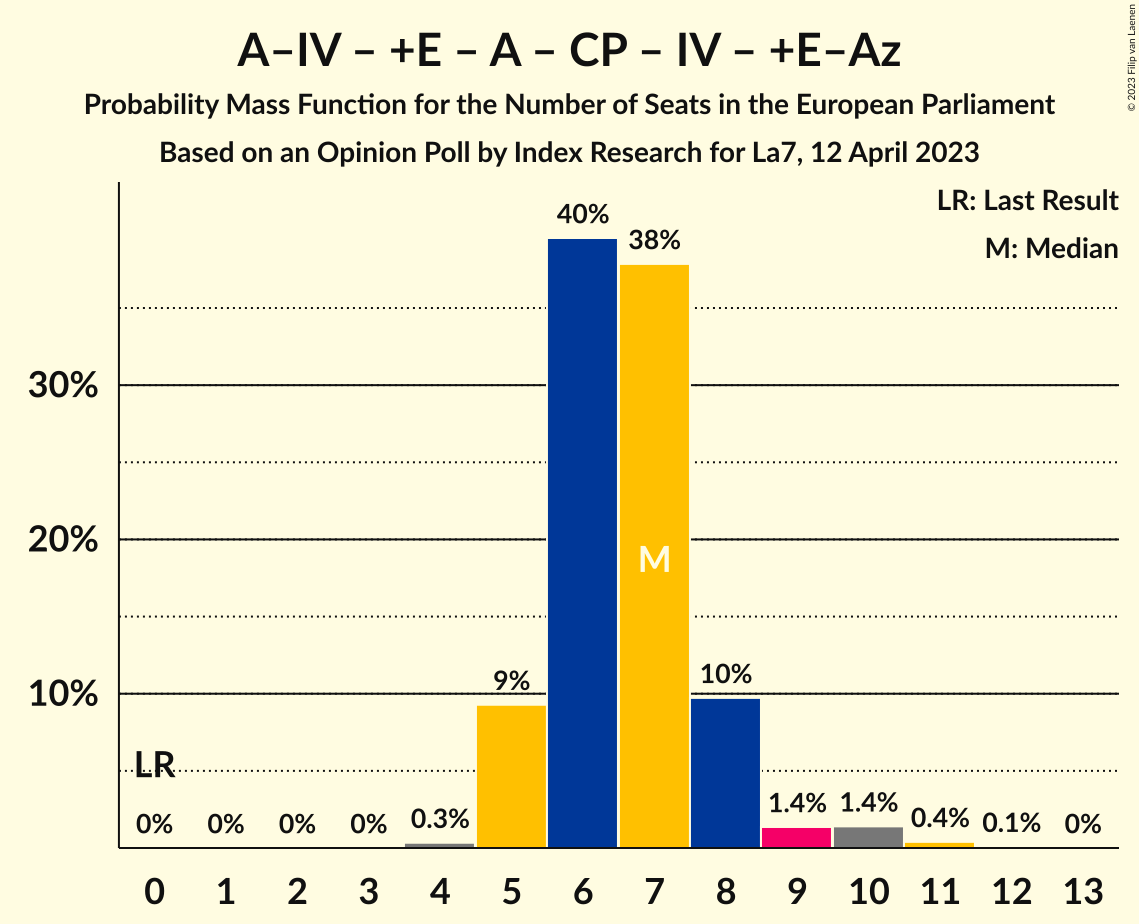 A–IV – +E – A – CP – IV – +E–Az
Probability Mass Function for the Number of Seats in the European Parliament
Based on an Opinion Poll by Index Research for La7, 12 April 2023
© 2023 Filip van Laenen
LR: Last Result
M: Median
40%
38%
30%
20%
M
10%
9%
10%
LR
0% 0% 0% 0% 0.3% 1.4% 1.4% 0.4% 0.1% 0%
0 1 2 3 4 5 6 7 8 9 10 11 12 13